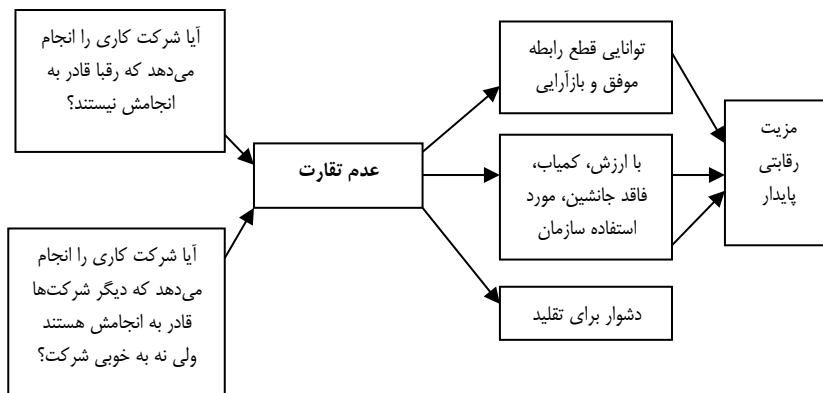 آیا شرکت کاری را انجام
می‌دهد که رقبا قادر به
انجامش نیستند؟
آیا شرکت کاری را انجام
می‌دهد که دیگر شرکت‌ها
قادر به انجامش هستند
ولی نه به خوبی شرکت؟
عدم تقارت
توانایی قطع رابطه
موفق و بازآرایی
با ارزش، کمیاب،
فاقد جانشین، مورد
استفاده سازمان
دشوار برای تقلید
مزیت
رقابتی
پایدار